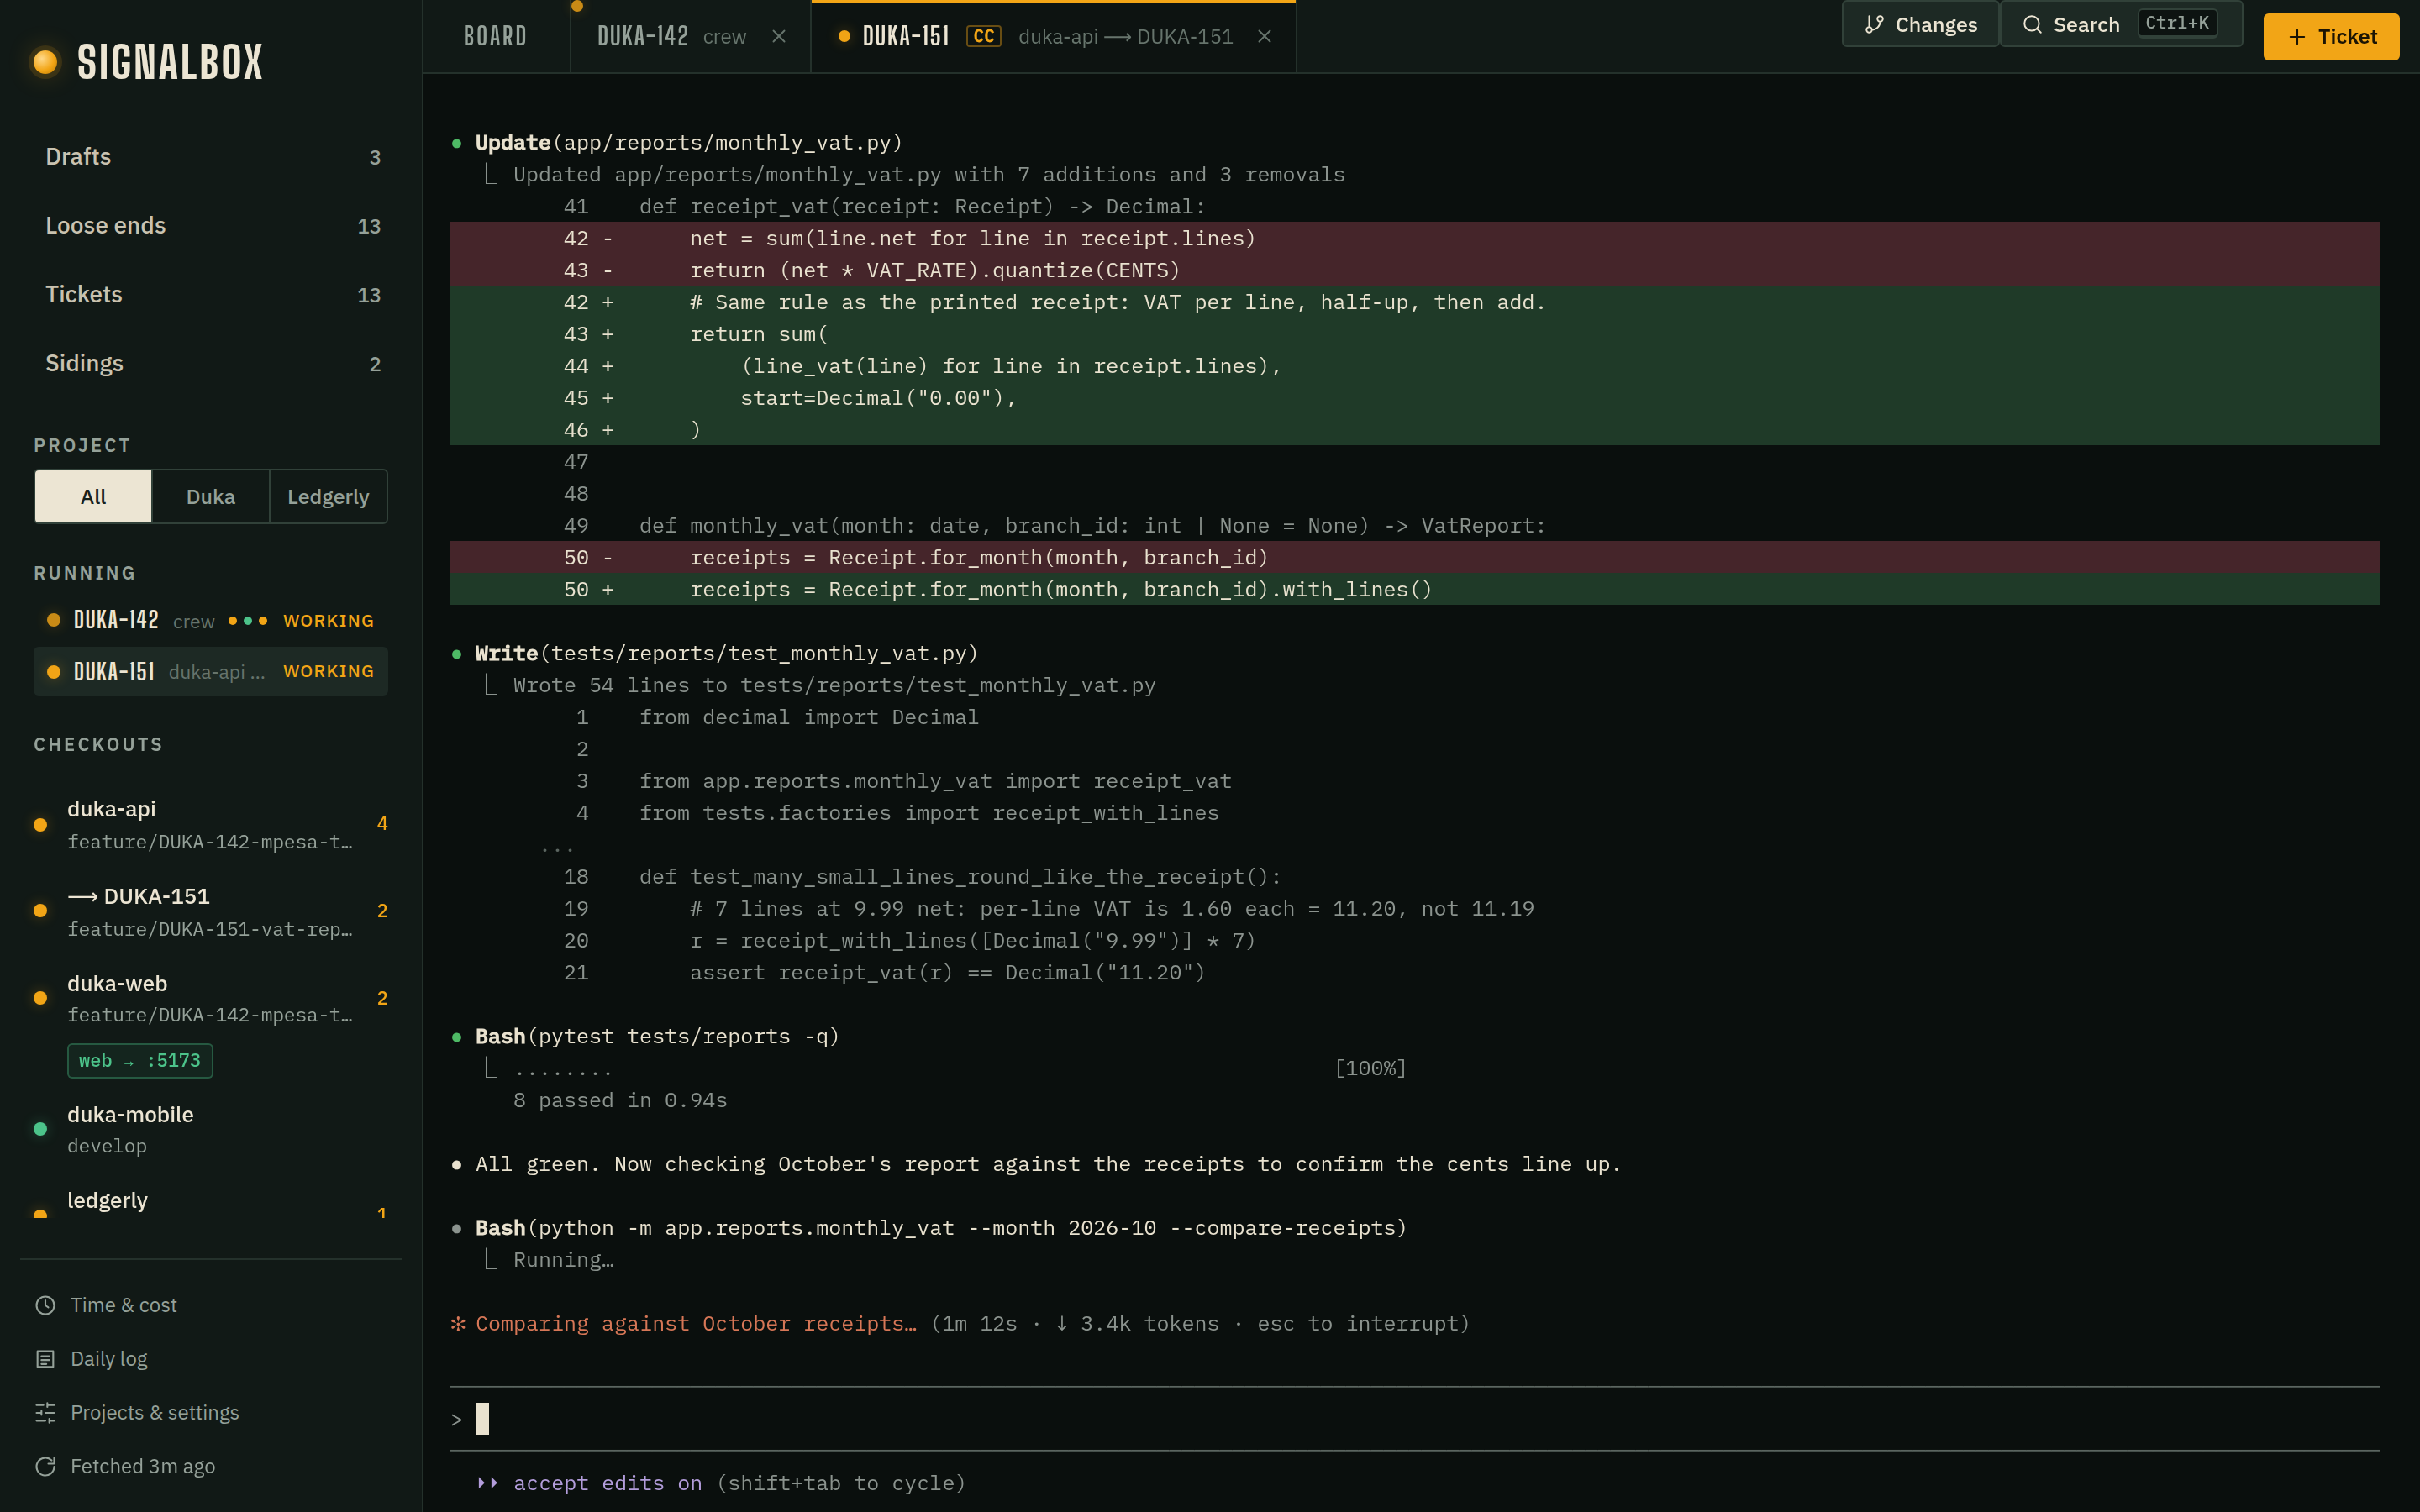 SIGNALBOX
Drafts 3
Loose ends 13
Tickets 13
Sidings 2
PROJECT
All Duka Ledgerly
RUNNING
DUKA-142 crew WORKING
DUKA-151 duka-api ... WORKING
CHECKOUTS
duka-api 4
feature/DUKA-142-mpesa-t…
⟶ DUKA-151 2
feature/DUKA-151-vat-rep…
duka-web 2
feature/DUKA-142-mpesa-t…
web → :5173
duka-mobile
develop
ledgerly 1
Time & cost
Daily log
Projects & settings
Fetched 3m ago
BOARD DUKA-142 crew × DUKA-151 CC duka-api ⟶ DUKA-151 ×
Changes Search Ctrl+K + Ticket
● Update(app/reports/monthly_vat.py)
⎿ Updated app/reports/monthly_vat.py with 7 additions and 3 removals
41 def receipt_vat(receipt: Receipt) -> Decimal:
42 - net = sum(line.net for line in receipt.lines)
43 - return (net * VAT_RATE).quantize(CENTS)
42 + # Same rule as the printed receipt: VAT per line, half-up, then add.
43 + return sum(
44 + (line_vat(line) for line in receipt.lines),
45 + start=Decimal("0.00"),
46 + )
47
48
49 def monthly_vat(month: date, branch_id: int | None = None) -> VatReport:
50 - receipts = Receipt.for_month(month, branch_id)
50 + receipts = Receipt.for_month(month, branch_id).with_lines()
● Write(tests/reports/test_monthly_vat.py)
⎿ Wrote 54 lines to tests/reports/test_monthly_vat.py
1 from decimal import Decimal
2
3 from app.reports.monthly_vat import receipt_vat
4 from tests.factories import receipt_with_lines
...
18 def test_many_small_lines_round_like_the_receipt():
19 # 7 lines at 9.99 net: per-line VAT is 1.60 each = 11.20, not 11.19
20 r = receipt_with_lines([Decimal("9.99")] * 7)
21 assert receipt_vat(r) == Decimal("11.20")
● Bash(pytest tests/reports -q)
⎿ ........ [100%]
8 passed in 0.94s
● All green. Now checking October's report against the receipts to confirm the cents line up.
● Bash(python -m app.reports.monthly_vat --month 2026-10 --compare-receipts)
⎿ Running…
✻ Comparing against October receipts… (1m 12s · ↓ 3.4k tokens · esc to interrupt)
>
⏵⏵ accept edits on (shift+tab to cycle)